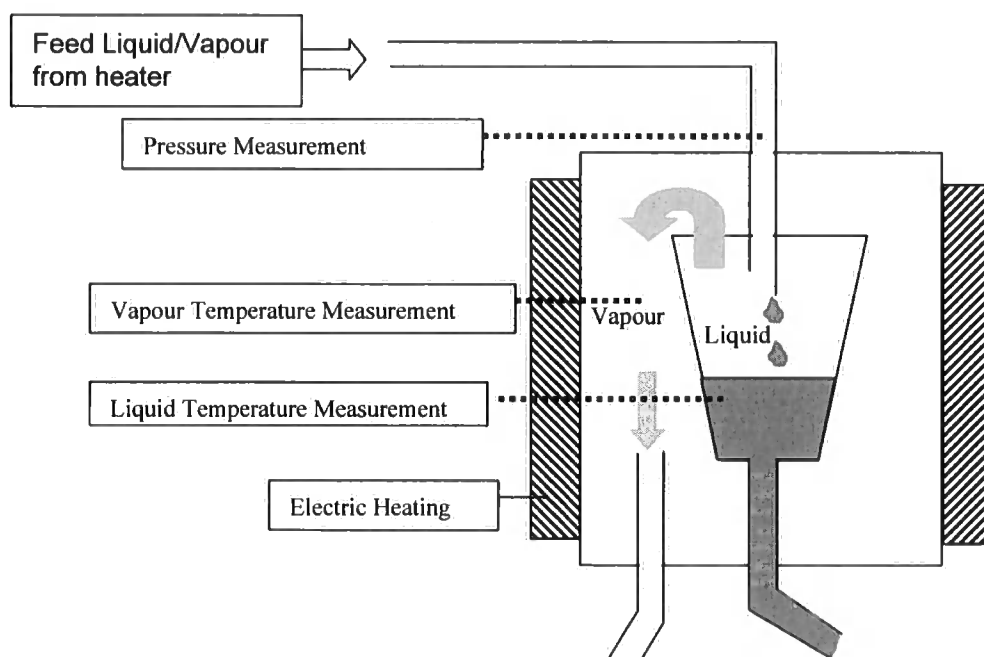 Feed Liquid/Vapour
from heater
Pressure Measurement
Vapour Temperature Measurement
Vapour
Liquid
Liquid Temperature Measurement
Electric Heating